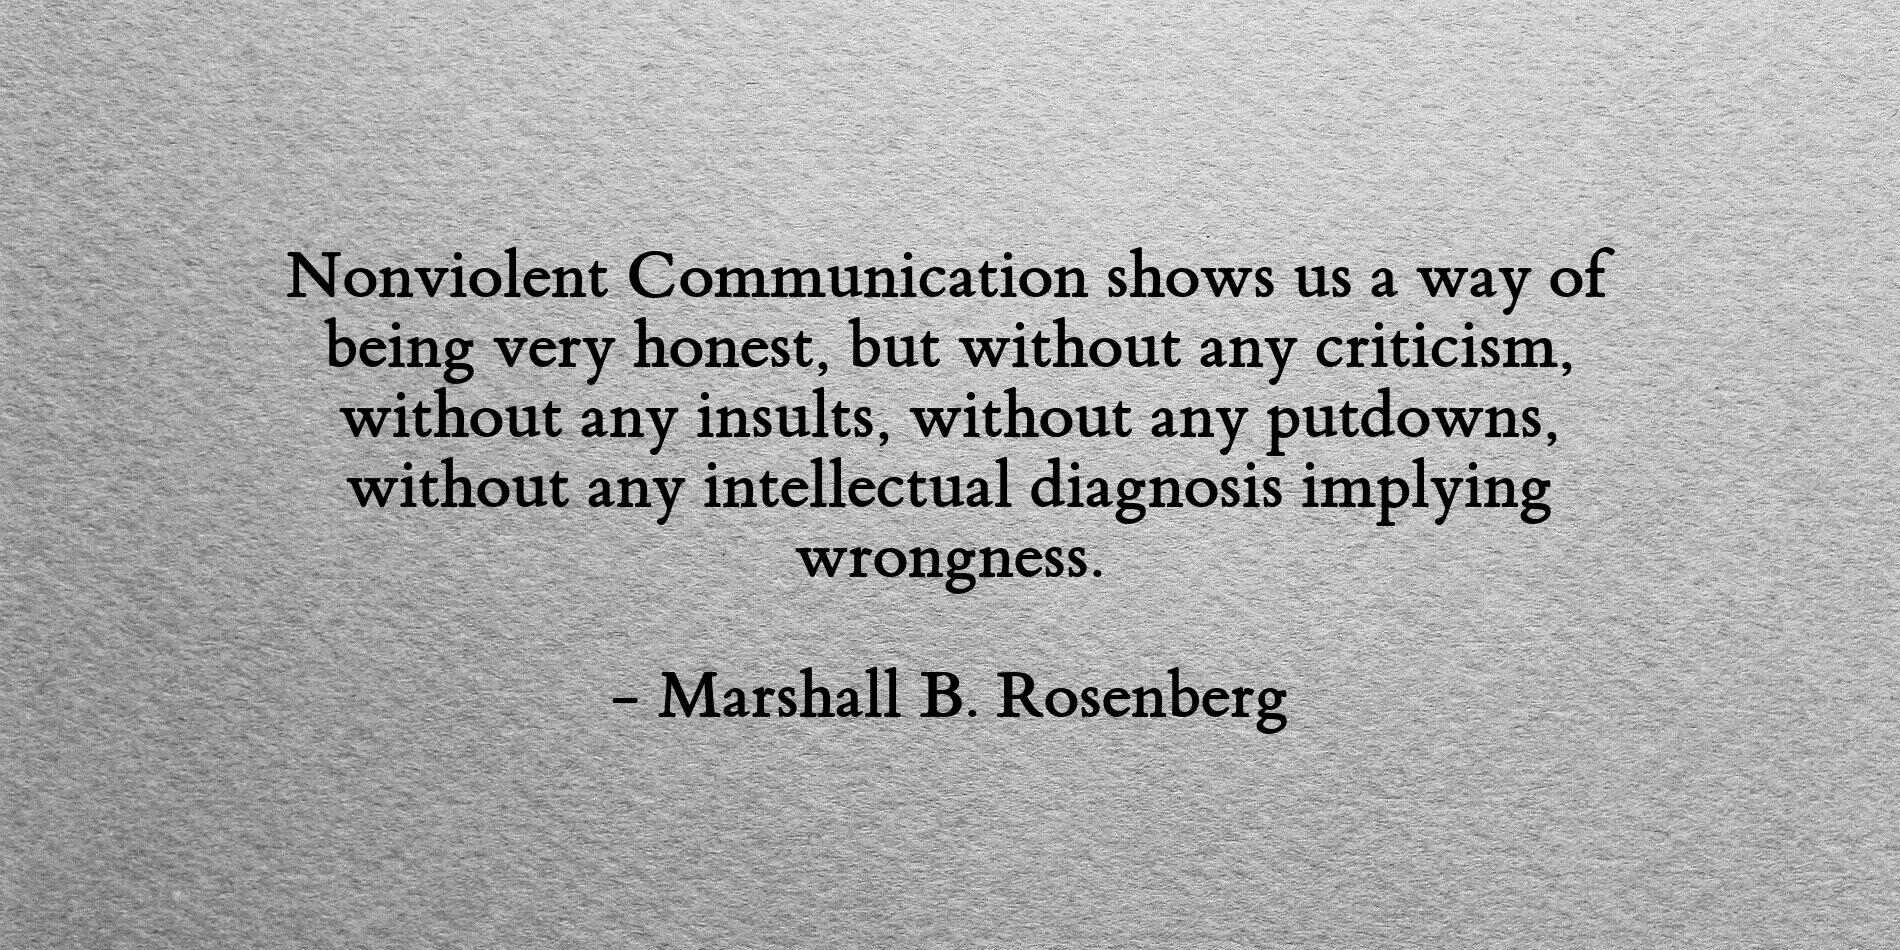 Nonviolent Communication shows us a way of
being very honest, but without any criticism,
without any insults, without any putdowns,
without any intellectual diagnosis implying
wrongness.
- Marshall B. Rosenberg